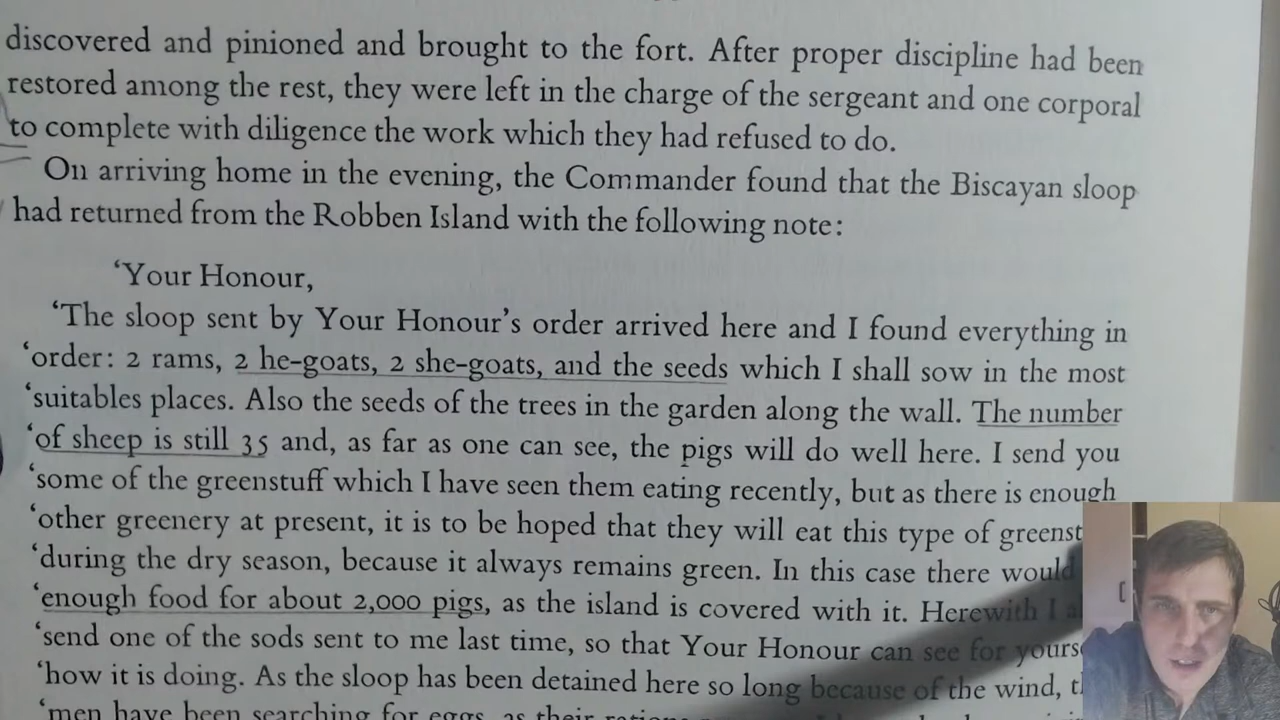 discovered and pinioned and brought to the fort. After proper discipline had been
restored among the rest, they were left in the charge of the sergeant and one corporal
to complete with diligence the work which they had refused to do.
On arriving home in the evening, the Commander found that the Biscayan sloop
had returned from the Robben Island with the following note:
‘Your Honour,
‘The sloop sent by Your Honour’s order arrived here and I found everything in
‘order: 2 rams, 2 he-goats, 2 she-goats, and the seeds which I shall sow in the most
‘suitables places. Also the seeds of the trees in the garden along the wall. The number
‘of sheep is still 35 and, as far as one can see, the pigs will do well here. I send you
‘some of the greenstuff which I have seen them eating recently, but as there is enough
‘other greenery at present, it is to be hoped that they will eat this type of
‘during the dry season, because it always remains green. In this case there would
‘enough food for about 2,000 pigs, as the island is covered with it. Herewith I
‘send one of the sods sent to me last time, so that Your Honour can see for
‘how it is doing. As the sloop has been detained here so long because of the wind,
‘men have been searching for eggs, as their